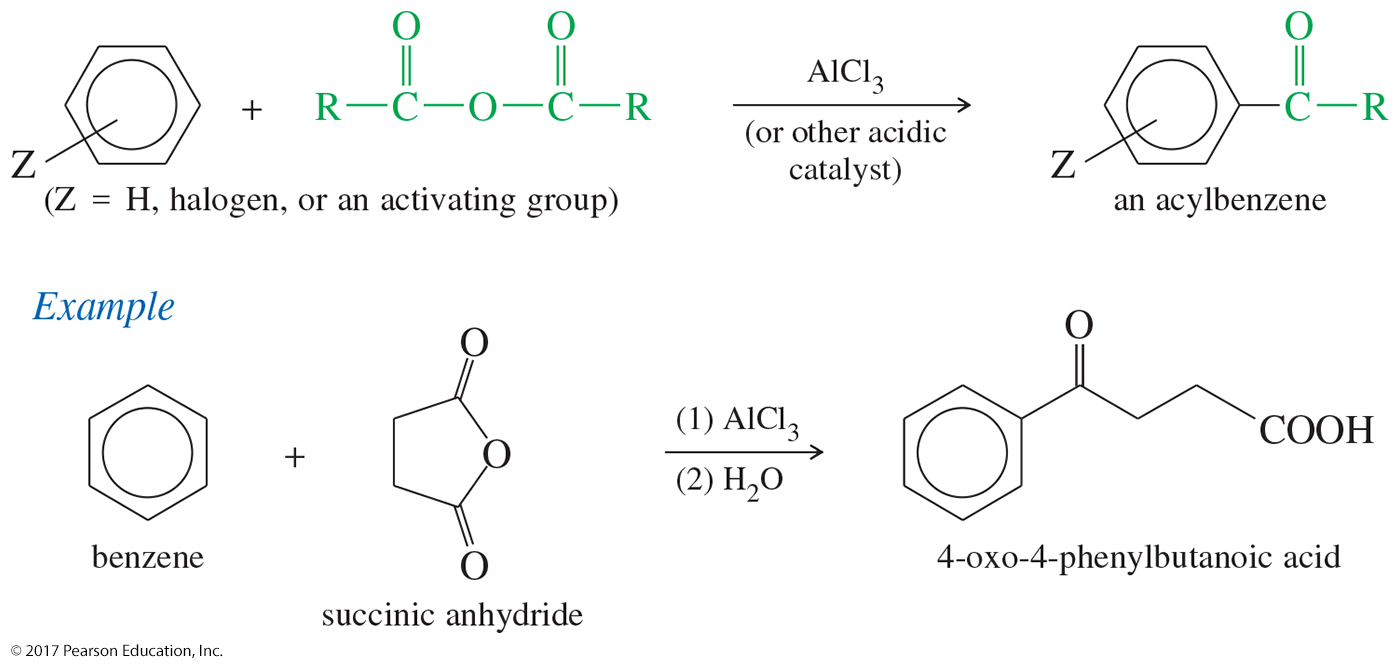 O O O
AlCl₃
R—C—O—C—R
+
C—R
(or other acidic
catalyst)
Z Z
(Z = H, halogen, or an activating group)
an acylbenzene
Example
O O
(1) AlCl₃
COOH
+ O
(2) H₂O
benzene
O
4-oxo-4-phenylbutanoic acid
succinic anhydride
© 2017 Pearson Education, Inc.